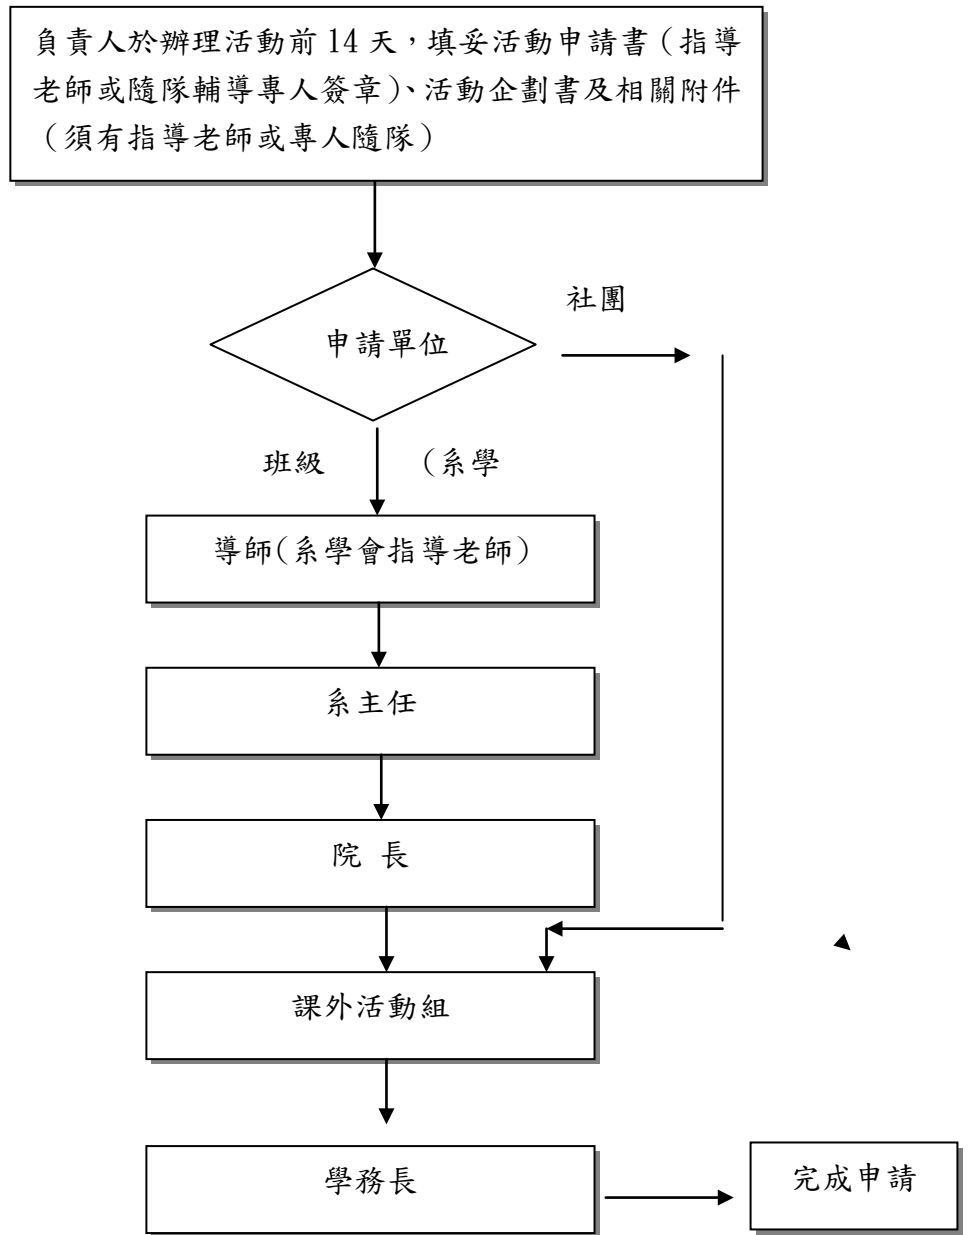 負責人於辦理活動前 14 天，填妥活動申請書（指導
老師或隨隊輔導專人簽章)、活動企劃書及相關附件
（須有指導老師或專人隨隊）
社團
申請單位
班級 （系學
導師(系學會指導老師)
系主任
院 長
課外活動組
學務長
完成申請